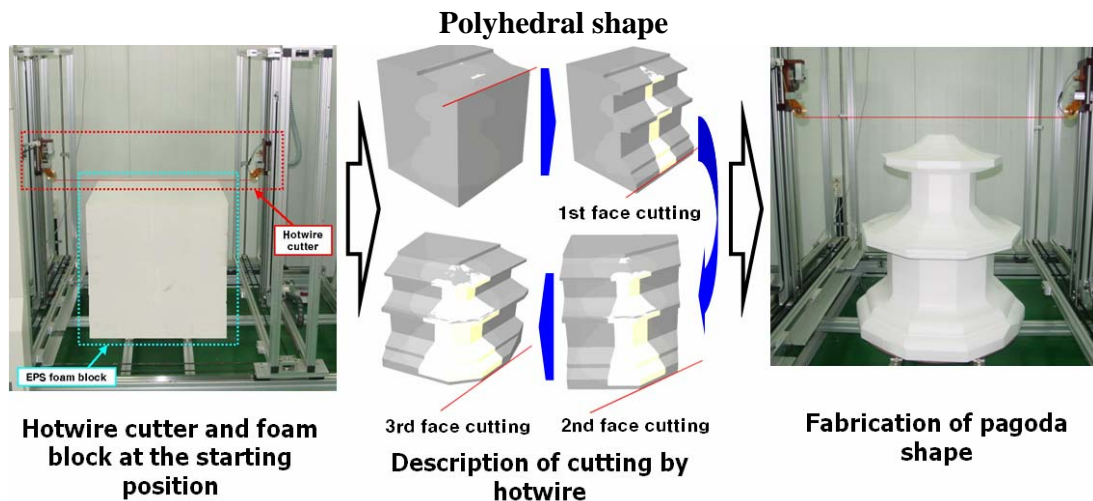 Polyhedral shape
Hotwire
cutter
EPS foam block
Hotwire cutter and foam
block at the starting
position
1st face cutting
3rd face cutting
2nd face cutting
Description of cutting by
hotwire
Fabrication of pagoda
shape